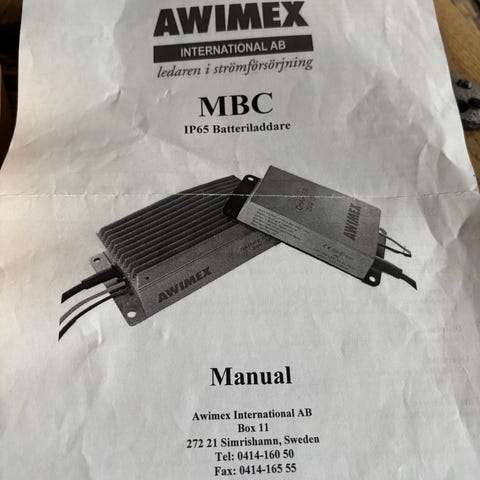 AWIMEX
INTERNATIONAL AB
ledaren i strömförsörjning
MBC
IP65 Batteriladdare
AWIMEX
AWIMEX
Manual
Awimex International AB
Box 11
272 21 Simrishamn, Sweden
Tel: 0414-160 50
Fax: 0414-165 55